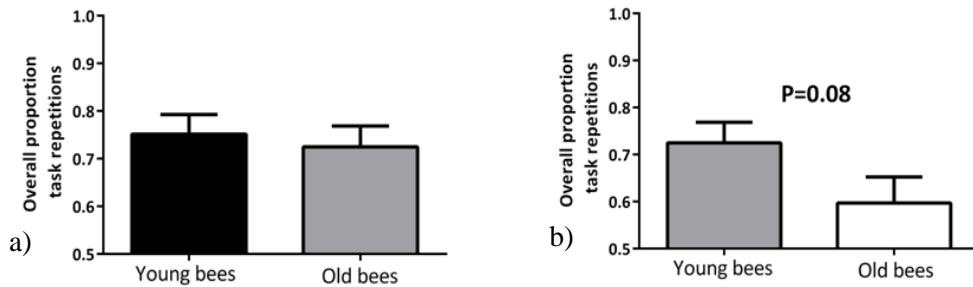 Overall proportion
task repetitions
1.0
0.9
0.8
0.7
0.6
0.5
Young bees
Old bees
a)
Overall proportion
task repetitions
1.0
0.9
0.8
0.7
0.6
0.5
P=0.08
Young bees
Old bees
b)